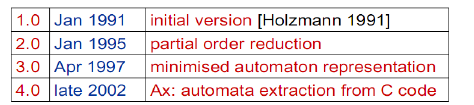 1.0 Jan 1991 initial version [Holzmann 1991]
2.0 Jan 1995 partial order reduction
3.0 Apr 1997 minimised automaton representation
4.0 late 2002 Ax: automata extraction from C code